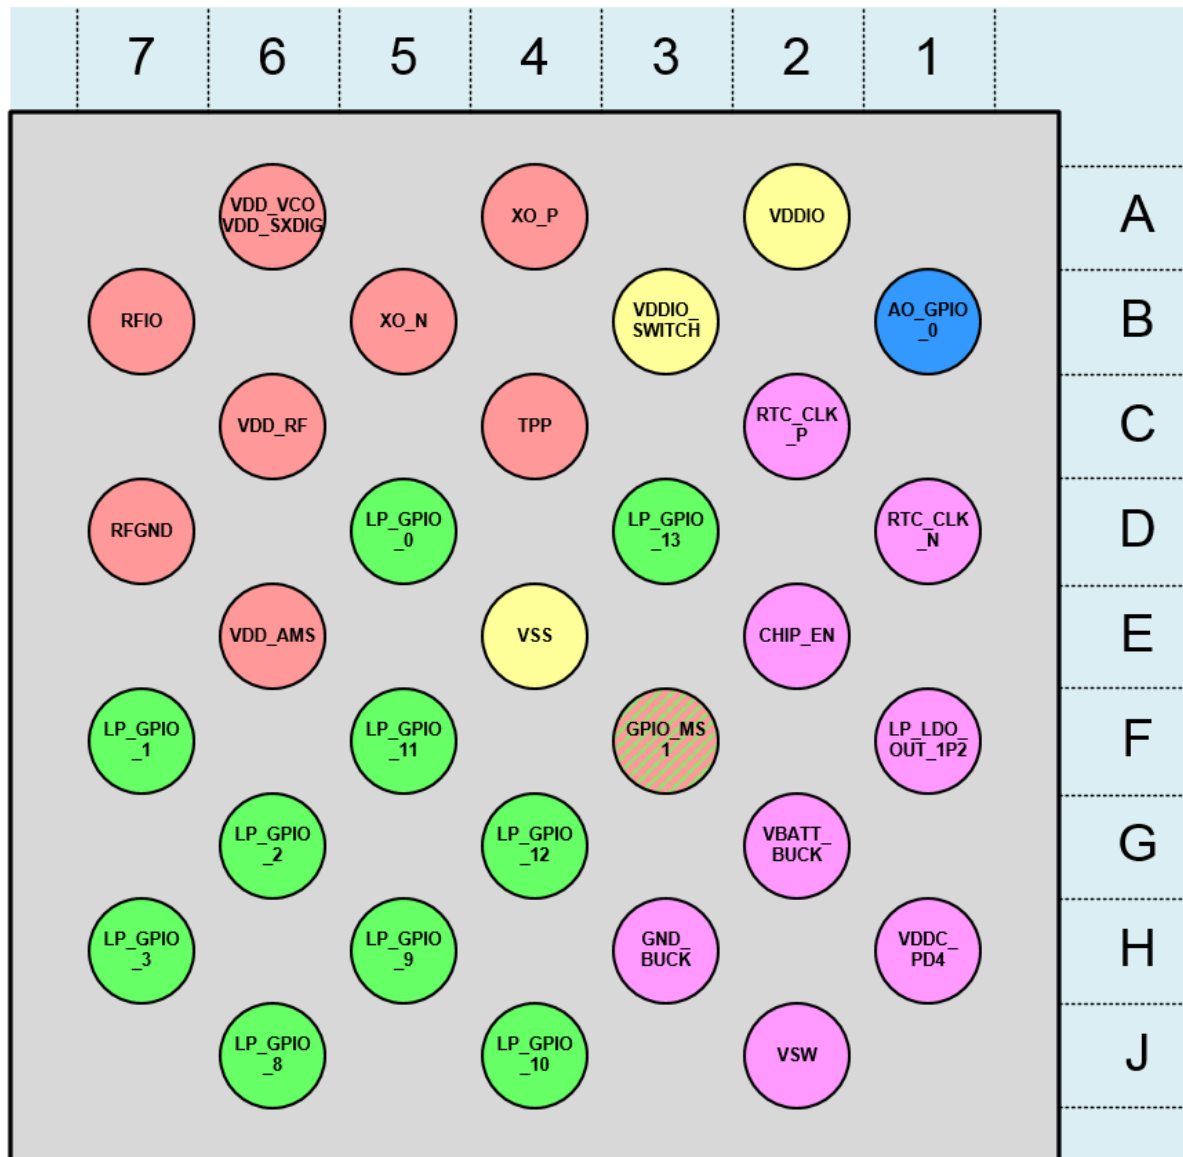 7 6 5 4 3 2 1
VDD_VCO
VDD_SXDIG
XO_P
VDDIO
A
RFIO
XO_N
VDDIO_
SWITCH
AO_GPIO
_0
B
VDD_RF
TPP
RTC_CLK
_P
C
RFGND
LP_GPIO
_0
LP_GPIO
_13
RTC_CLK
_N
D
VDD_AMS
VSS
CHIP_EN
E
LP_GPIO
_1
LP_GPIO
_11
GPIO_MS
1
LP_LDO_
OUT_1P2
F
LP_GPIO
_2
LP_GPIO
_12
VBATT_
BUCK
G
LP_GPIO
_3
LP_GPIO
_9
GND_
BUCK
VDDC_
PD4
H
LP_GPIO
_8
LP_GPIO
_10
VSW
J